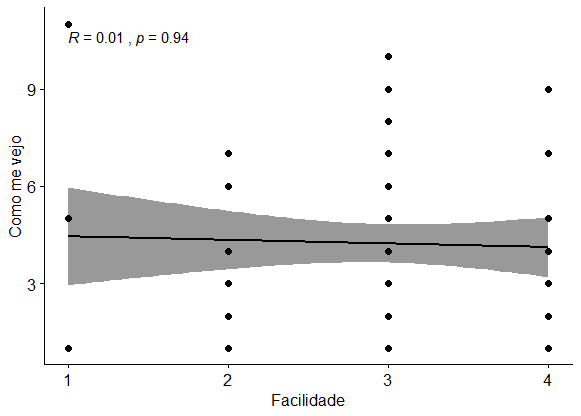 R = 0.01 , p = 0.94
9
6
3
Como me vejo
1 2 3 4
Facilidade